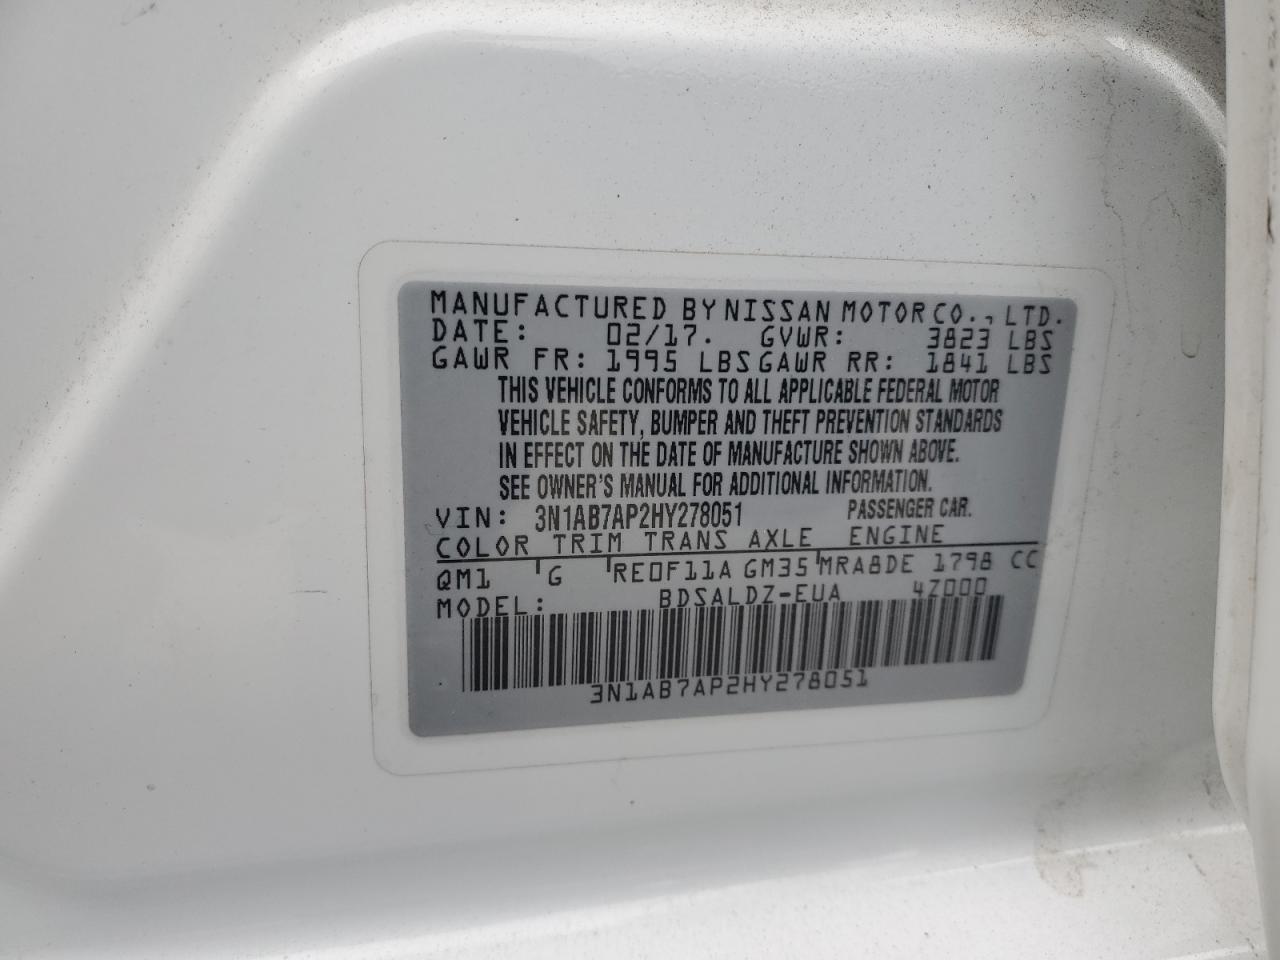 MANUFACTURED BY NISSAN MOTOR CO., LTD.
DATE: 02/17. GVWR: 3823 LBS
GAWR FR: 1995 LBS GAWR RR: 1841 LBS
THIS VEHICLE CONFORMS TO ALL APPLICABLE FEDERAL MOTOR
VEHICLE SAFETY, BUMPER AND THEFT PREVENTION STANDARDS
IN EFFECT ON THE DATE OF MANUFACTURE SHOWN ABOVE.
SEE OWNER'S MANUAL FOR ADDITIONAL INFORMATION.
VIN: 3N1AB7AP2HY278051 PASSENGER CAR.
COLOR TRIM TRANS AXLE ENGINE
QM1 G RE0F11A GM35 MRA8DE 1798 CC
MODEL: BDSALDZ-EUA 4Z000
3N1AB7AP2HY278051